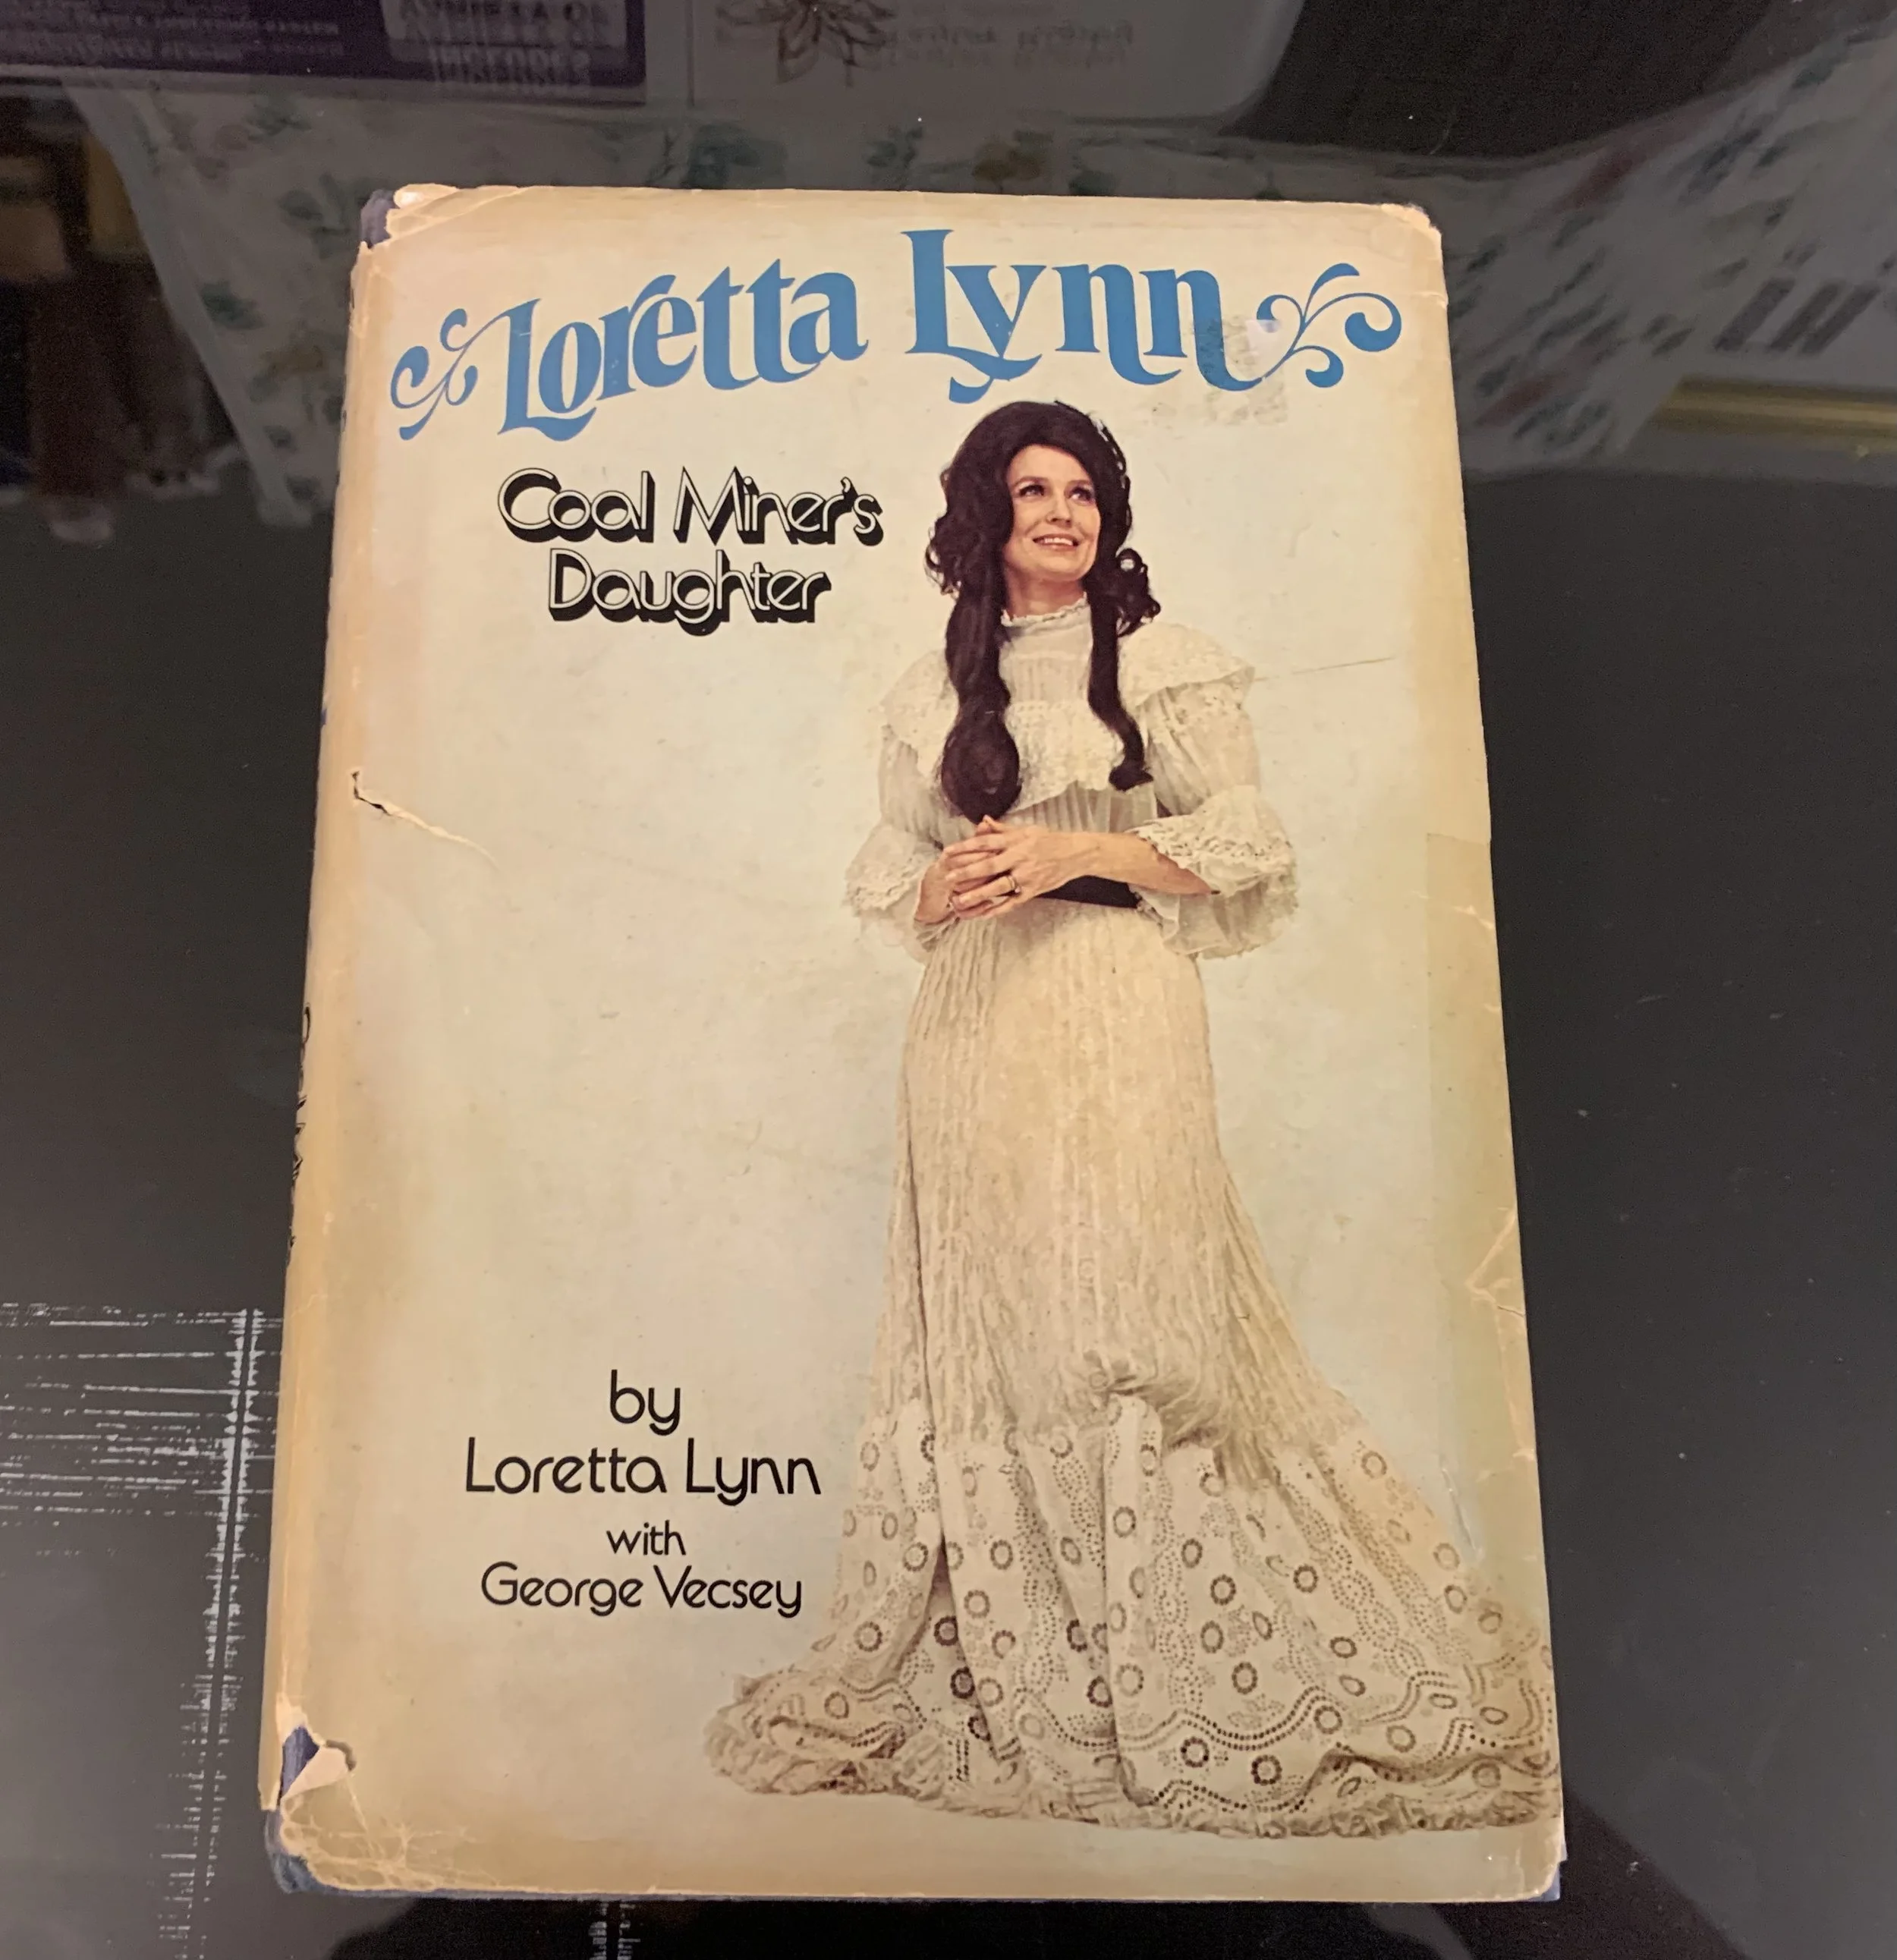 Loretta Lynn
Coal Miner's
Daughter
by
Loretta Lynn
with
George Vecsey